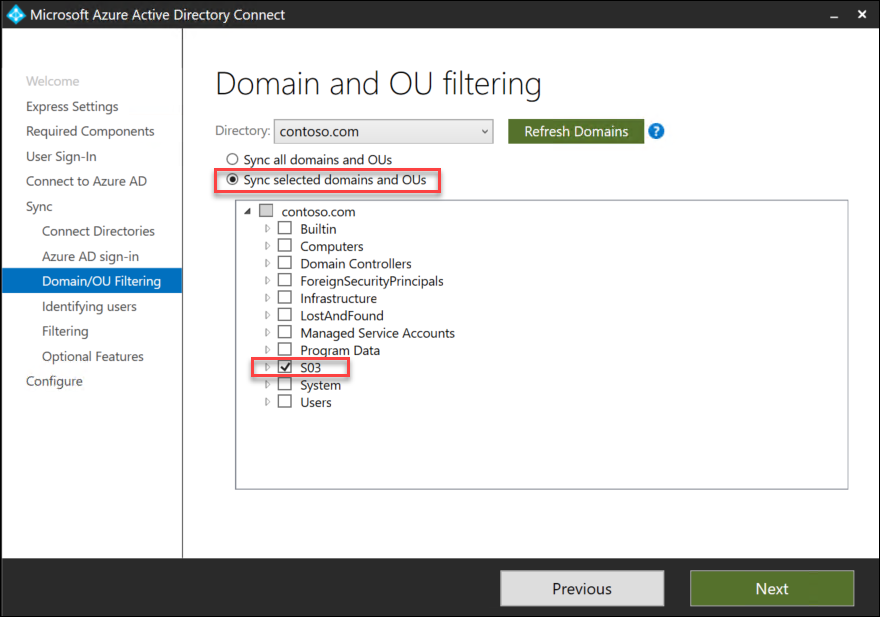 Microsoft Azure Active Directory Connect
Welcome
Express Settings
Required Components
User Sign-In
Connect to Azure AD
Sync
Connect Directories
Azure AD sign-in
Domain/OU Filtering
Identifying users
Filtering
Optional Features
Configure
Domain and OU filtering
Directory: contoso.com Refresh Domains ?
Sync all domains and OUs
Sync selected domains and OUs
contoso.com
Builtin
Computers
Domain Controllers
ForeignSecurityPrincipals
Infrastructure
LostAndFound
Managed Service Accounts
Program Data
S03
System
Users
Previous Next